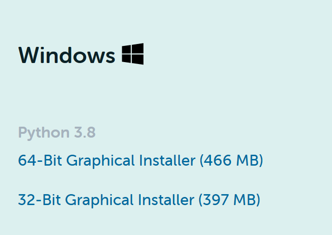 Windows
Python 3.8
64-Bit Graphical Installer (466 MB)
32-Bit Graphical Installer (397 MB)